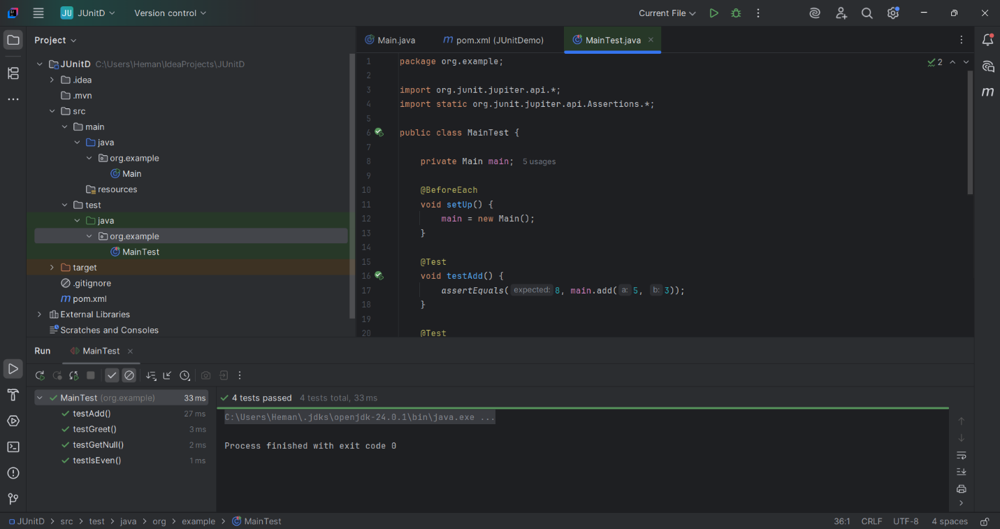 JU JUnitD Version control Current File
Project
Main.java pom.xml (JUnitDemo) MainTest.java
JUnitD C:\Users\Heman\IdeaProjects\JUnitD
.idea
.mvn
src
main
java
org.example
Main
resources
test
java
org.example
MainTest
target
.gitignore
pom.xml
External Libraries
Scratches and Consoles
2
1 package org.example;
2
3 import org.junit.jupiter.api.*;
4 import static org.junit.jupiter.api.Assertions.*;
5
6 public class MainTest {
7
8 private Main main; 5 usages
9
10 @BeforeEach
11 void setUp() {
12 main = new Main();
13 }
14
15 @Test
16 void testAdd() {
17 assertEquals( expected: 8, main.add( a: 5, b: 3));
18 }
19
20 @Test
Run MainTest
MainTest (org.example) 33 ms
testAdd() 27 ms
testGreet() 3 ms
testGetNull() 2 ms
testIsEven() 1 ms
4 tests passed 4 tests total, 33 ms
C:\Users\Heman\.jdks\openjdk-24.0.1\bin\java.exe ...
Process finished with exit code 0
JUnitD > src > test > java > org > example > MainTest
36:1 CRLF UTF-8 4 spaces